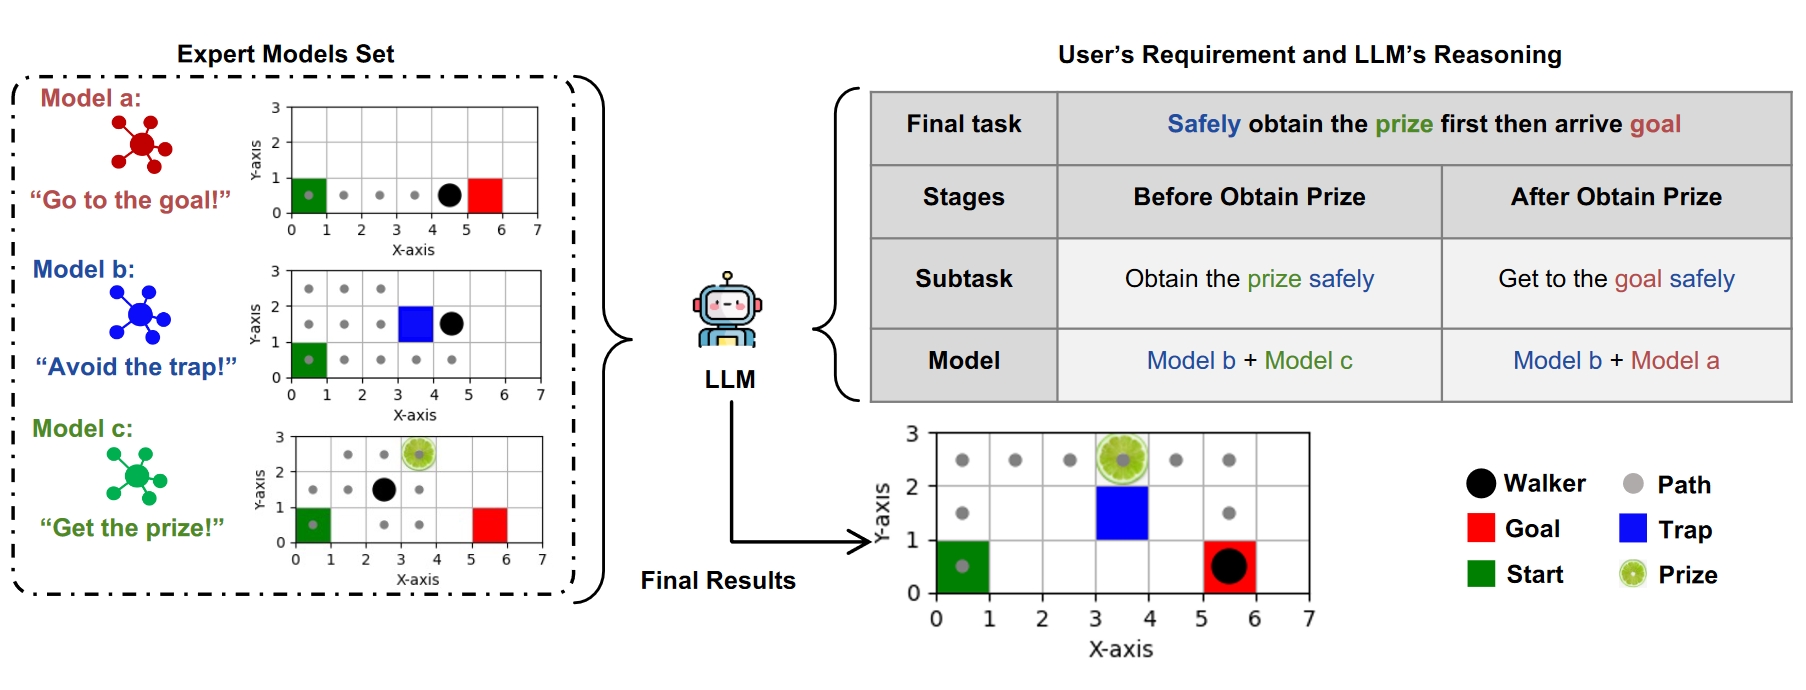 Expert Models Set
User's Requirement and LLM's Reasoning
Model a:
“Go to the goal!”
3
2
1
0
Y-axis
0 1 2 3 4 5 6 7
X-axis
Model b:
“Avoid the trap!”
3
2
1
0
Y-axis
0 1 2 3 4 5 6 7
X-axis
Model c:
“Get the prize!”
3
2
1
0
Y-axis
0 1 2 3 4 5 6 7
X-axis
LLM
Final Results
Final task Safely obtain the prize first then arrive goal
Stages Before Obtain Prize After Obtain Prize
Subtask Obtain the prize safely Get to the goal safely
Model Model b + Model c Model b + Model a
3
2
1
0
Y-axis
0 1 2 3 4 5 6 7
X-axis
Walker Path
Goal Trap
Start Prize